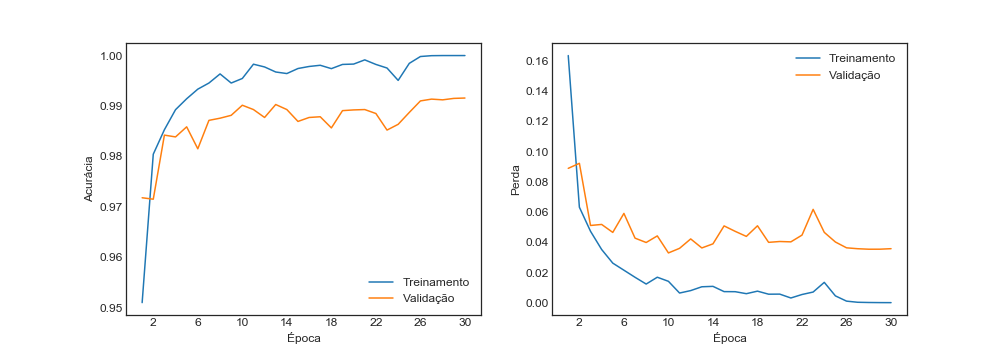 1.00
0.99
0.98
0.97
0.96
0.95
Acurácia
Treinamento
Validação
2 6 10 14 18 22 26 30
Época
0.16
0.14
0.12
0.10
0.08
0.06
0.04
0.02
0.00
Perda
Treinamento
Validação
2 6 10 14 18 22 26 30
Época